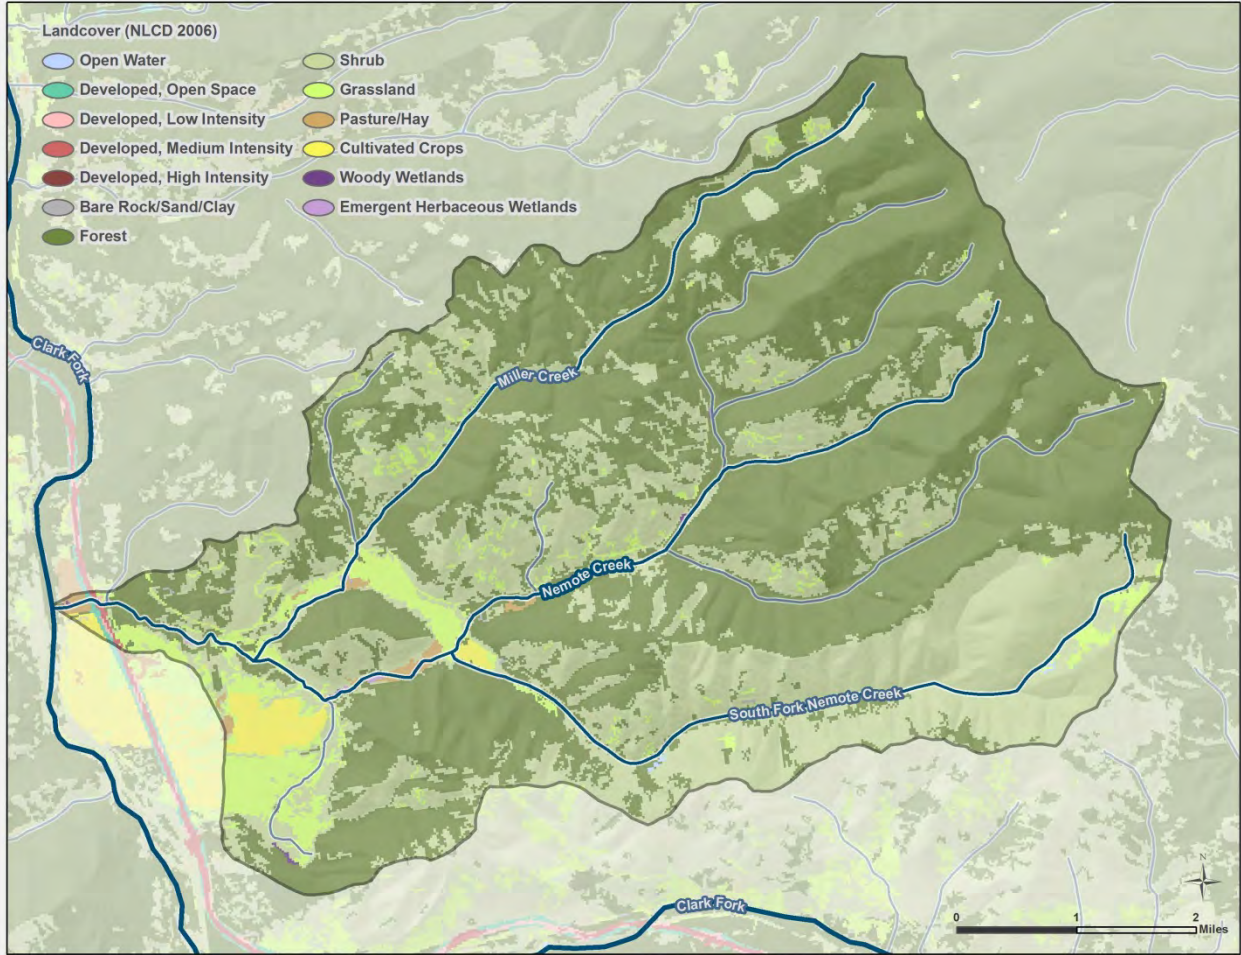 Landcover (NLCD 2006)
Open Water
Developed, Open Space
Developed, Low Intensity
Developed, Medium Intensity
Developed, High Intensity
Bare Rock/Sand/Clay
Forest
Shrub
Grassland
Pasture/Hay
Cultivated Crops
Woody Wetlands
Emergent Herbaceous Wetlands
Clark Fork
Miller Creek
Nemote Creek
South Fork Nemote Creek
Clark Fork
N
0 1 2
Miles